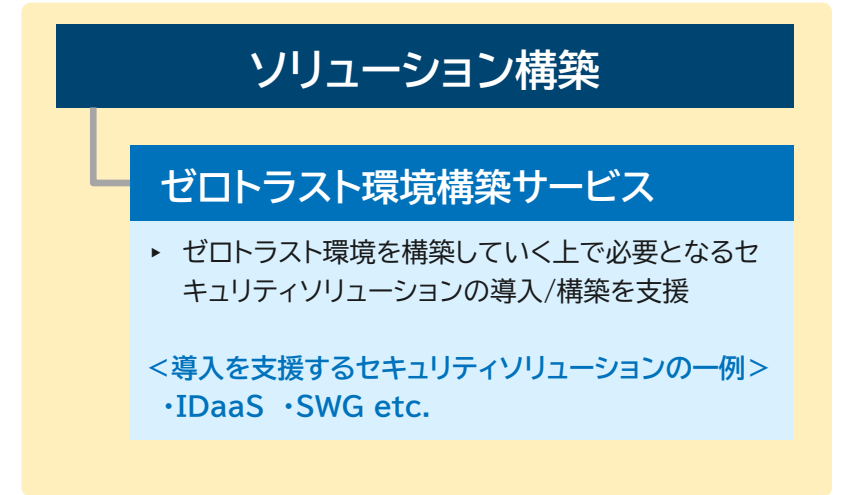 ソリューション構築
ゼロトラスト環境構築サービス
▸ ゼロトラスト環境を構築していく上で必要となるセ
キュリティソリューションの導入/構築を支援
<導入を支援するセキュリティソリューションの一例>
・IDaaS ・SWG etc.